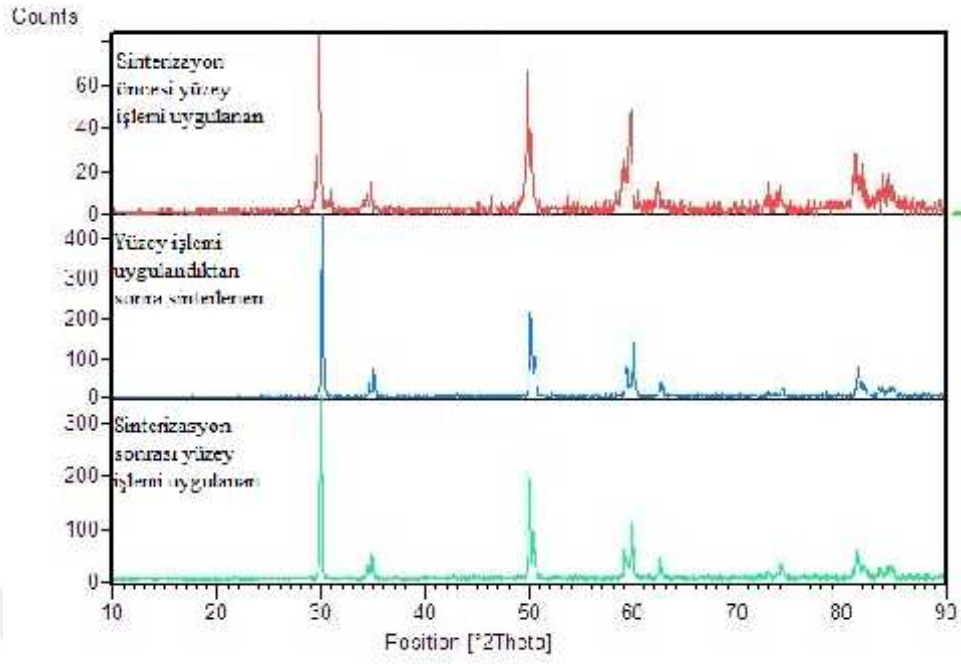 Counts
Sinterizayon
öncesi yüzey
işlemi uygulanan
60
40
20
0
Yüzey işlemi
uygulandıktan
sonra sinterlenen
400
300
200
100
0
Sinterizasyon
sonrası yüzey
işlemi uygulanan
300
200
100
0
10 20 30 40 50 60 70 80 90
Position [°2Theta]